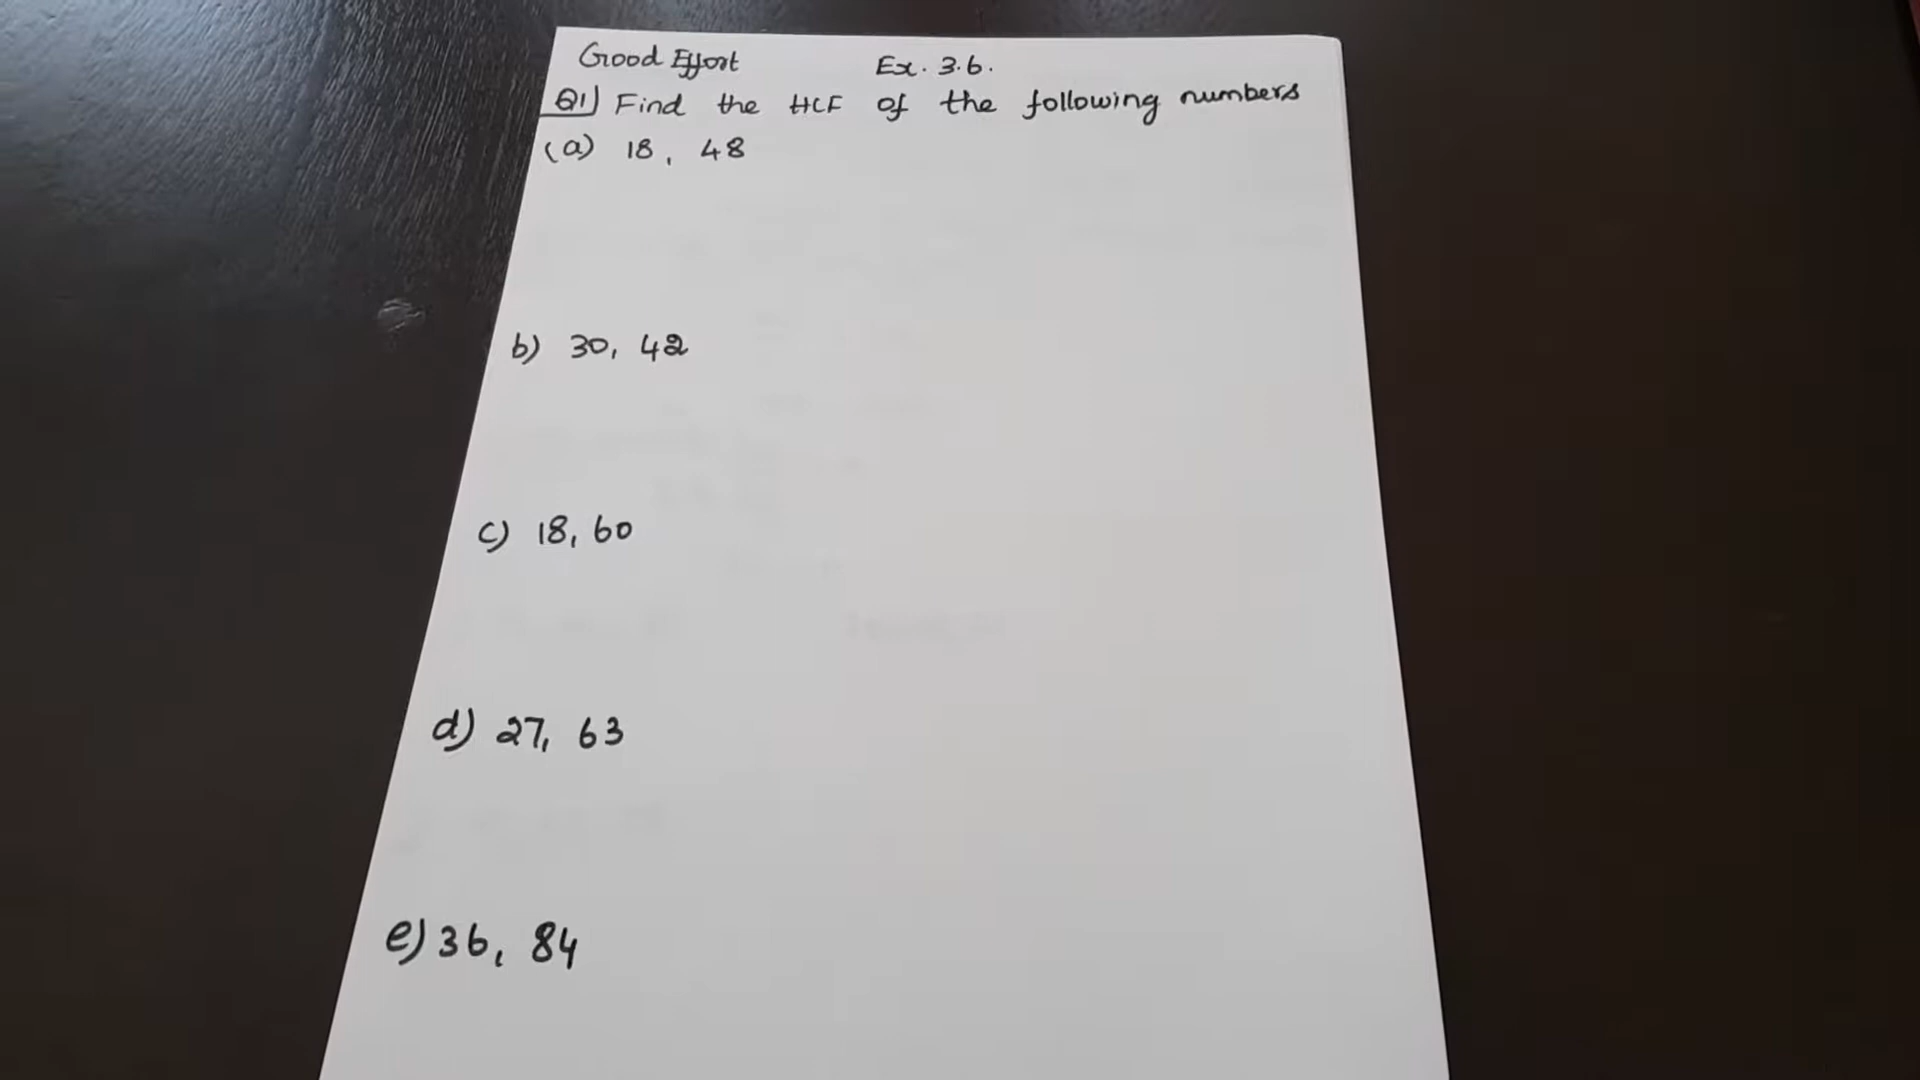 Good Effort Ex. 3.6.
Q1) Find the HCF of the following numbers
(a) 18, 48
b) 30, 42
c) 18, 60
d) 27, 63
e) 36, 84